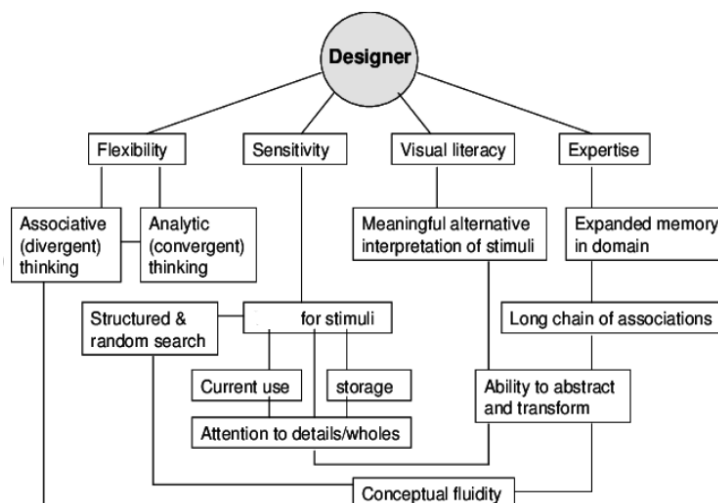 Designer
Flexibility
Sensitivity
Visual literacy
Expertise
Associative
(divergent)
thinking
Analytic
(convergent)
thinking
Meaningful alternative
interpretation of stimuli
Expanded memory
in domain
Structured &
random search
for stimuli
Long chain of associations
Current use
storage
Ability to abstract
and transform
Attention to details/wholes
Conceptual fluidity